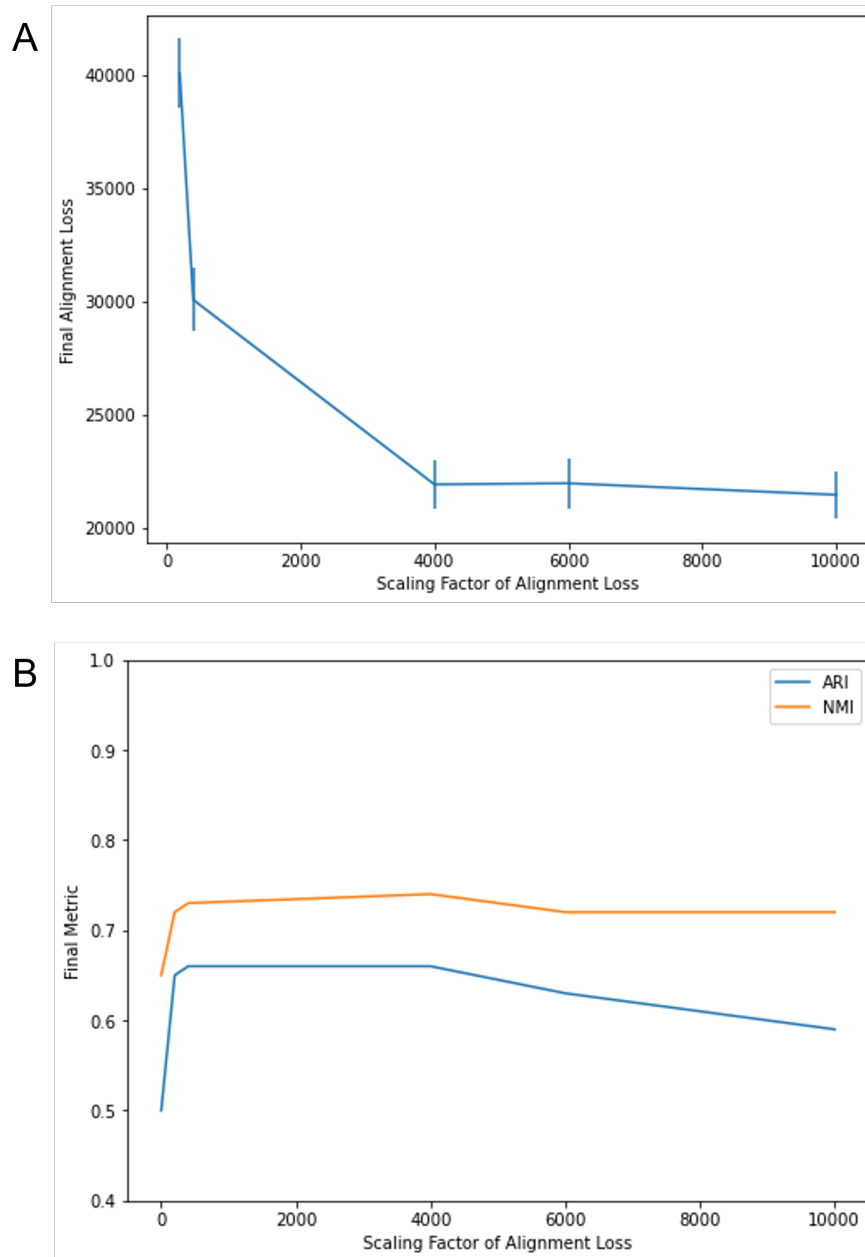 A
40000
35000
30000
25000
20000
Final Alignment Loss
0 2000 4000 6000 8000 10000
Scaling Factor of Alignment Loss
B
1.0
0.9
0.8
0.7
0.6
0.5
0.4
Final Metric
ARI
NMI
0 2000 4000 6000 8000 10000
Scaling Factor of Alignment Loss